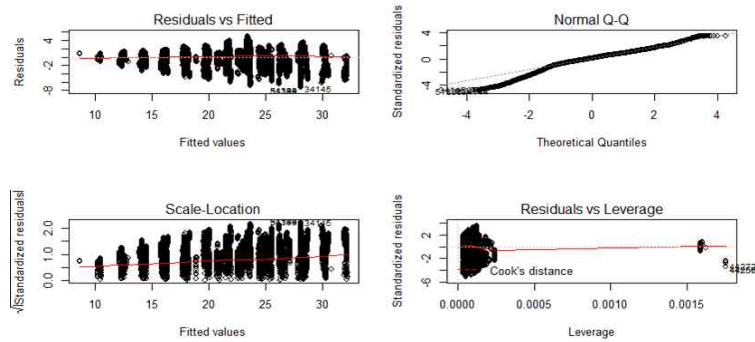 Residuals vs Fitted
Residuals
4
-2
-8
34145
10 15 20 25 30
Fitted values
Normal Q-Q
Standardized residuals
4
0
-4
-4 -2 0 2 4
Theoretical Quantiles
Scale-Location
√|Standardized residuals|
2.0
1.0
0.0
34145
10 15 20 25 30
Fitted values
Residuals vs Leverage
Standardized residuals
2
-2
-6
Cook's distance
0.0000 0.0005 0.0010 0.0015
Leverage